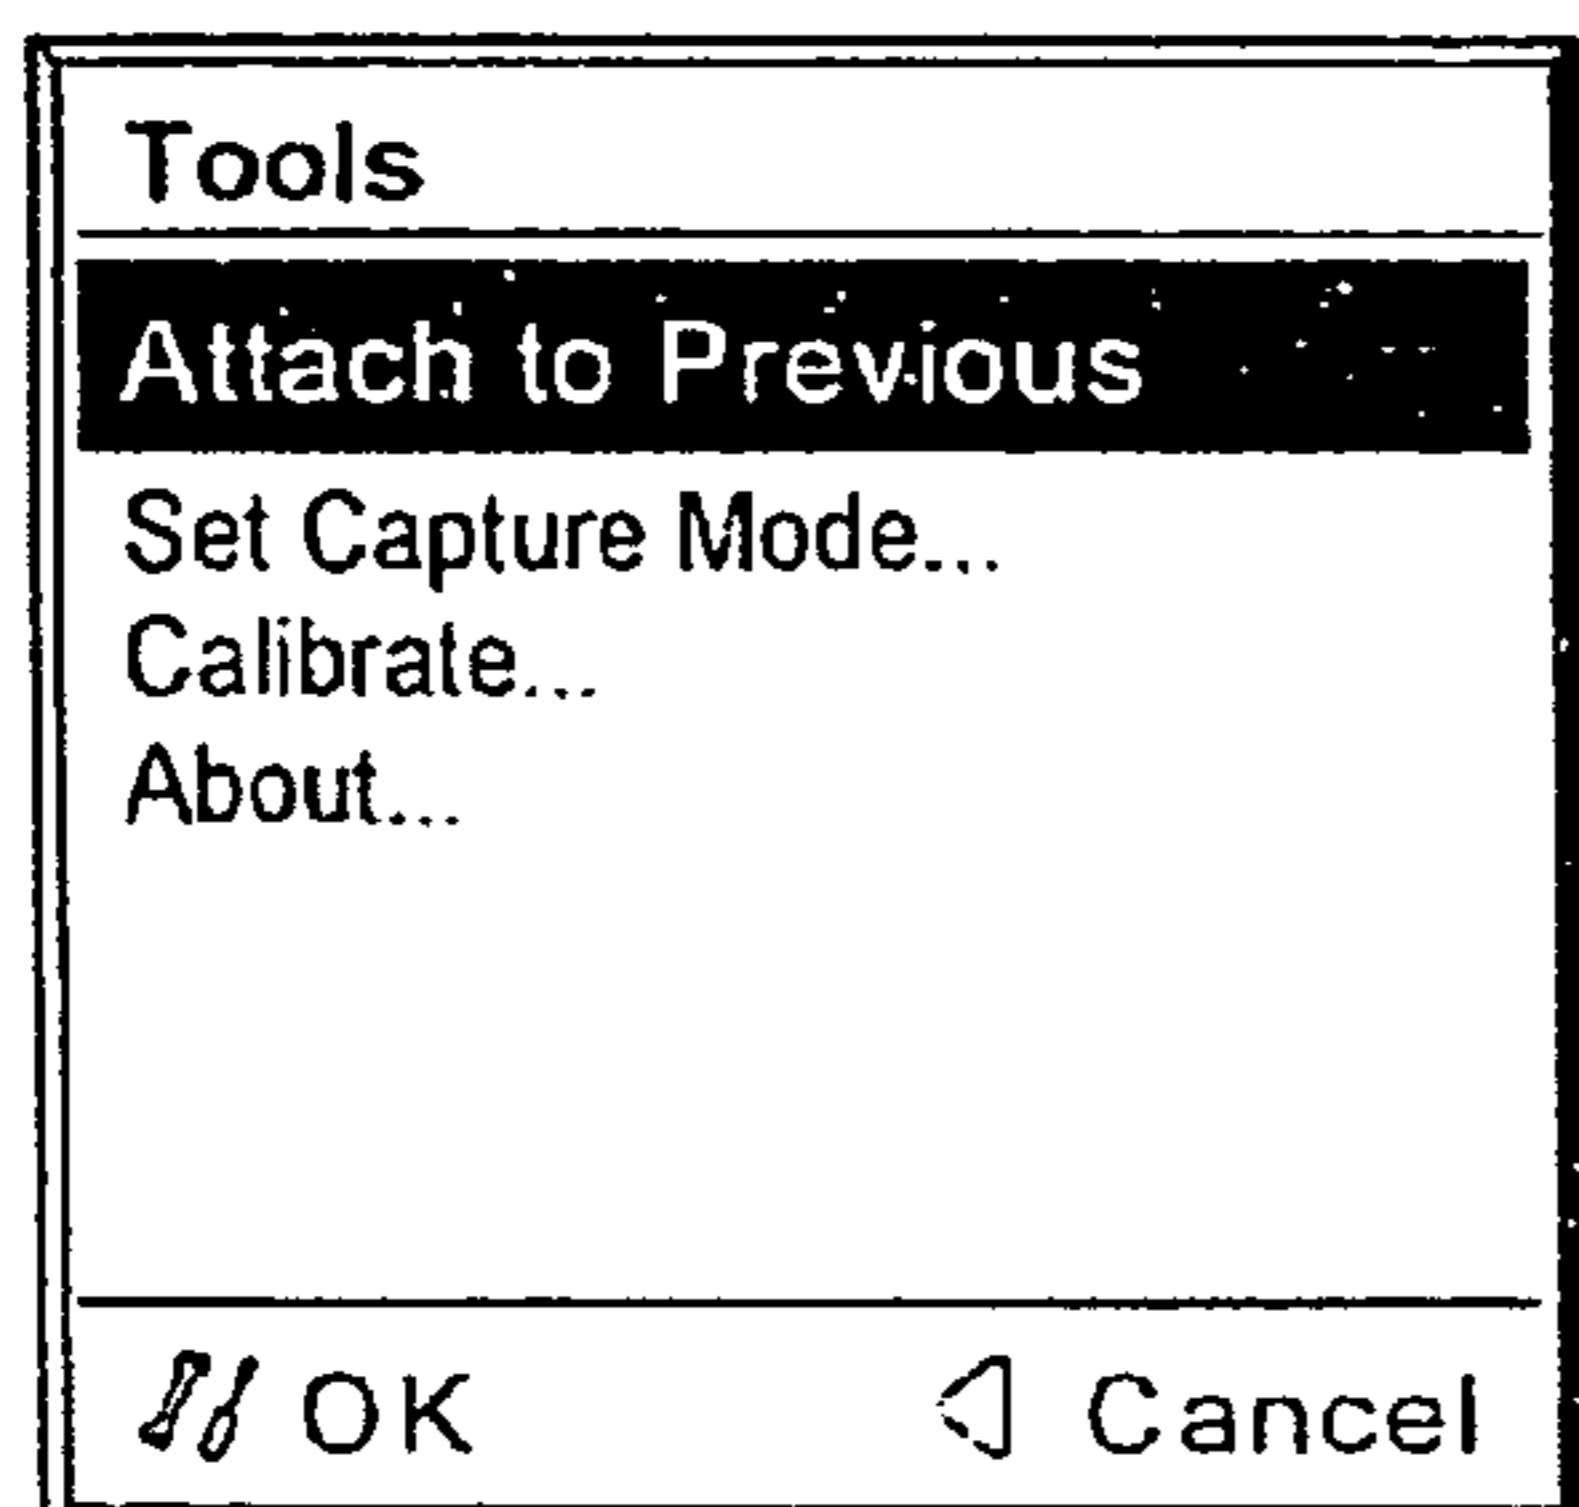 Tools
Attach to Previous
Set Capture Mode...
Calibrate...
About...
OK Cancel